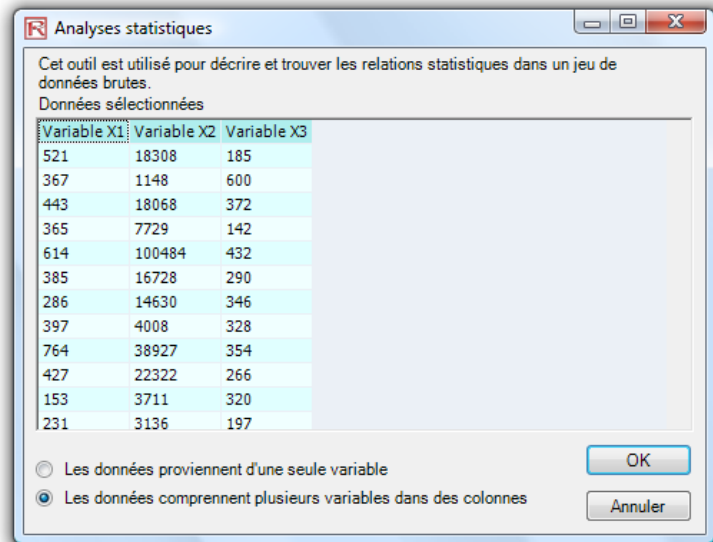 Analyses statistiques
Cet outil est utilisé pour décrire et trouver les relations statistiques dans un jeu de
données brutes.
Données sélectionnées
Variable X1 Variable X2 Variable X3
521 18308 185
367 1148 600
443 18068 372
365 7729 142
614 100484 432
385 16728 290
286 14630 346
397 4008 328
764 38927 354
427 22322 266
153 3711 320
231 3136 197
Les données proviennent d'une seule variable
Les données comprennent plusieurs variables dans des colonnes
OK
Annuler